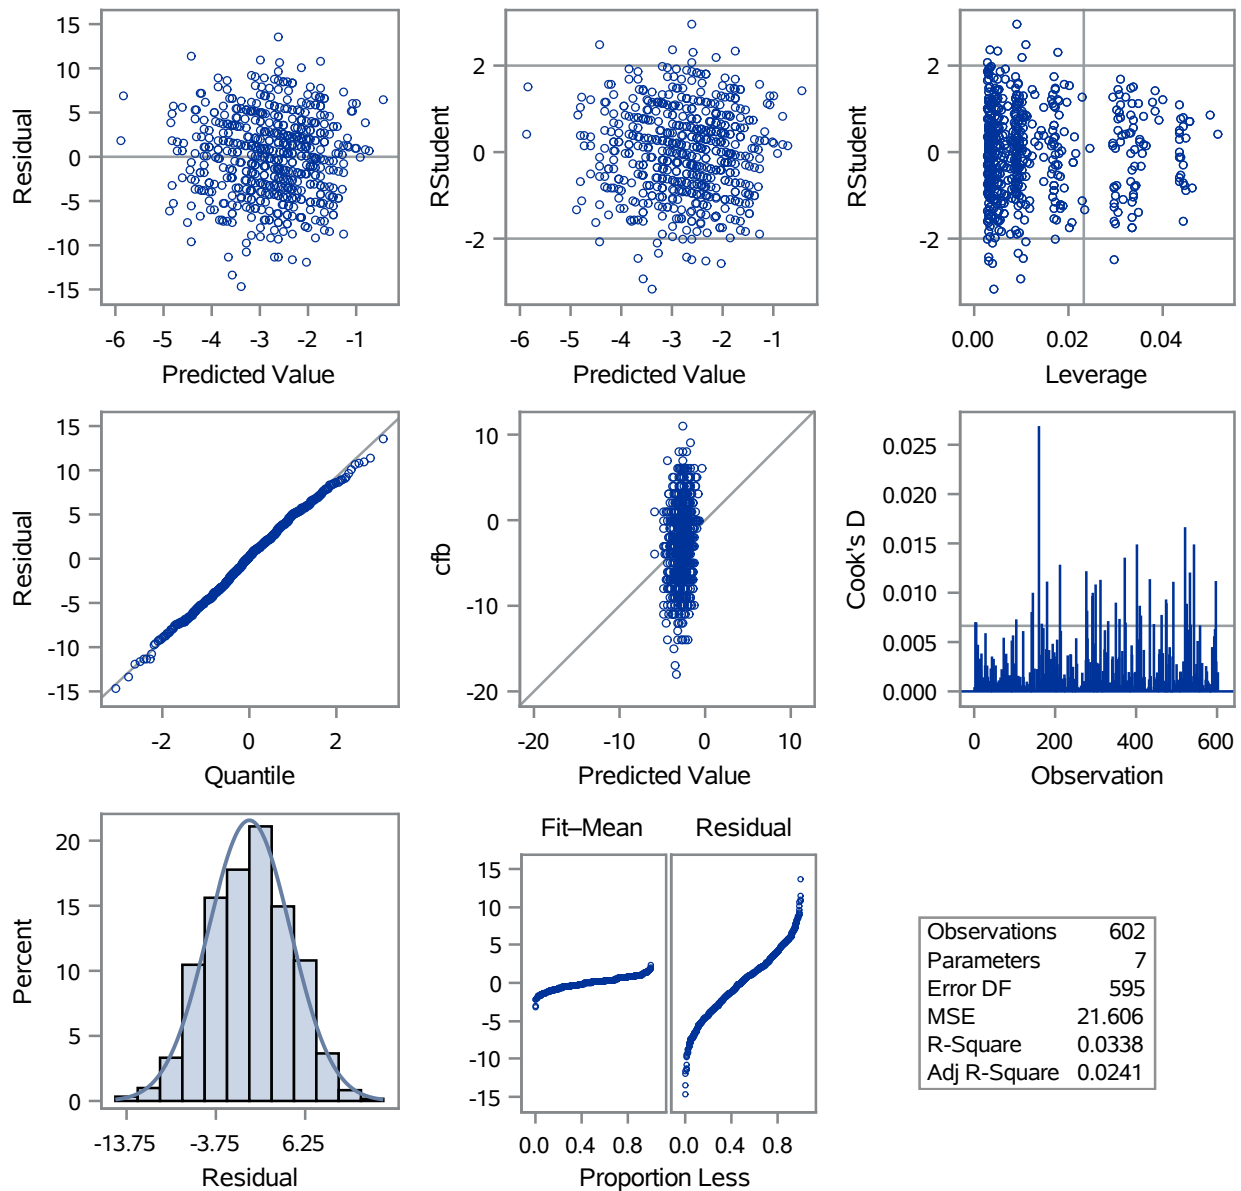 15
10
5
0
-5
-10
-15
Residual
-6 -5 -4 -3 -2 -1
Predicted Value
2
0
-2
RStudent
-6 -5 -4 -3 -2 -1
Predicted Value
2
0
-2
RStudent
0.00 0.02 0.04
Leverage
15
10
5
0
-5
-10
-15
Residual
-2 0 2
Quantile
10
0
-10
-20
cfb
-20 -10 0 10
Predicted Value
0.025
0.020
0.015
0.010
0.005
0.000
Cook's D
0 200 400 600
Observation
20
15
10
5
0
Percent
-13.75 -3.75 6.25
Residual
Fit–Mean Residual
15
10
5
0
-5
-10
-15
0.0 0.4 0.8 0.0 0.4 0.8
Proportion Less
Observations 602
Parameters 7
Error DF 595
MSE 21.606
R-Square 0.0338
Adj R-Square 0.0241